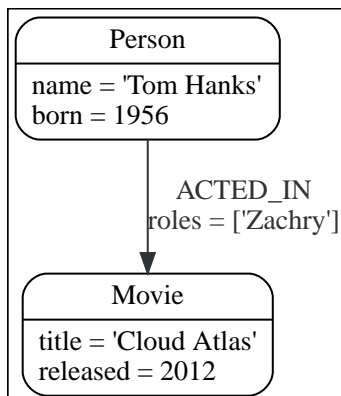 Person
name = 'Tom Hanks'
born = 1956
ACTED_IN
roles = ['Zachry']
Movie
title = 'Cloud Atlas'
released = 2012